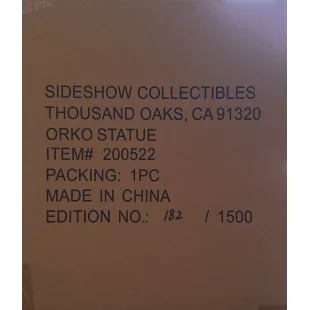 SIDESHOW COLLECTIBLES
THOUSAND OAKS, CA 91320
ORKO STATUE
ITEM# 200522
PACKING: 1PC
MADE IN CHINA
EDITION NO.: 182 / 1500